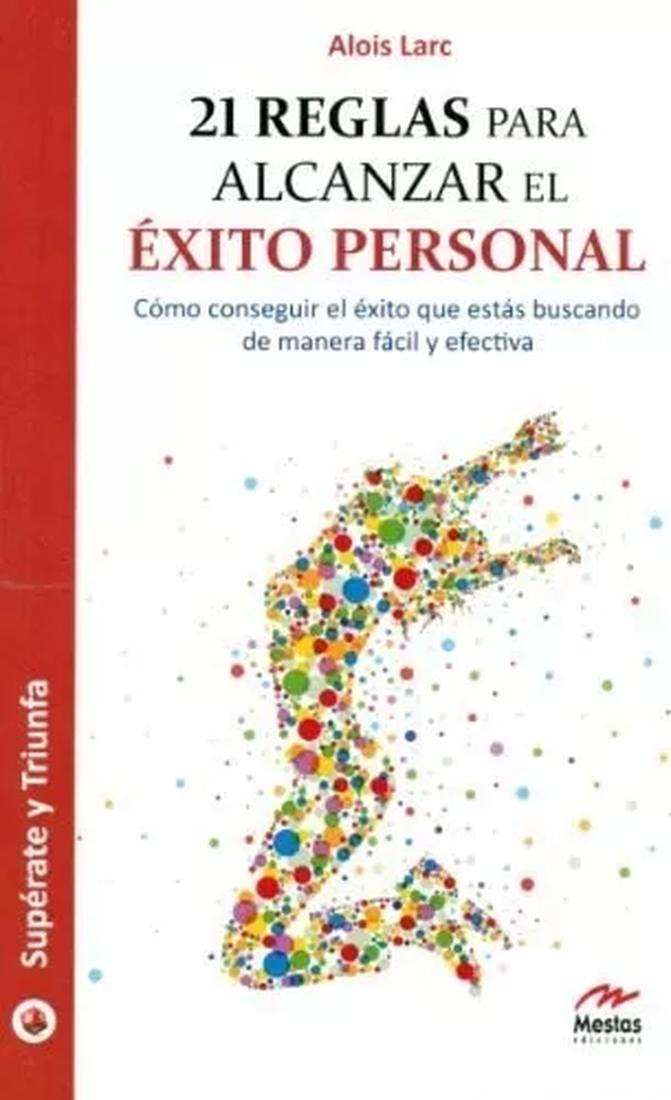 Alois Larc
21 REGLAS PARA
ALCANZAR EL
ÉXITO PERSONAL
Cómo conseguir el éxito que estás buscando
de manera fácil y efectiva
Supérate y Triunfa
Mestas
ediciones